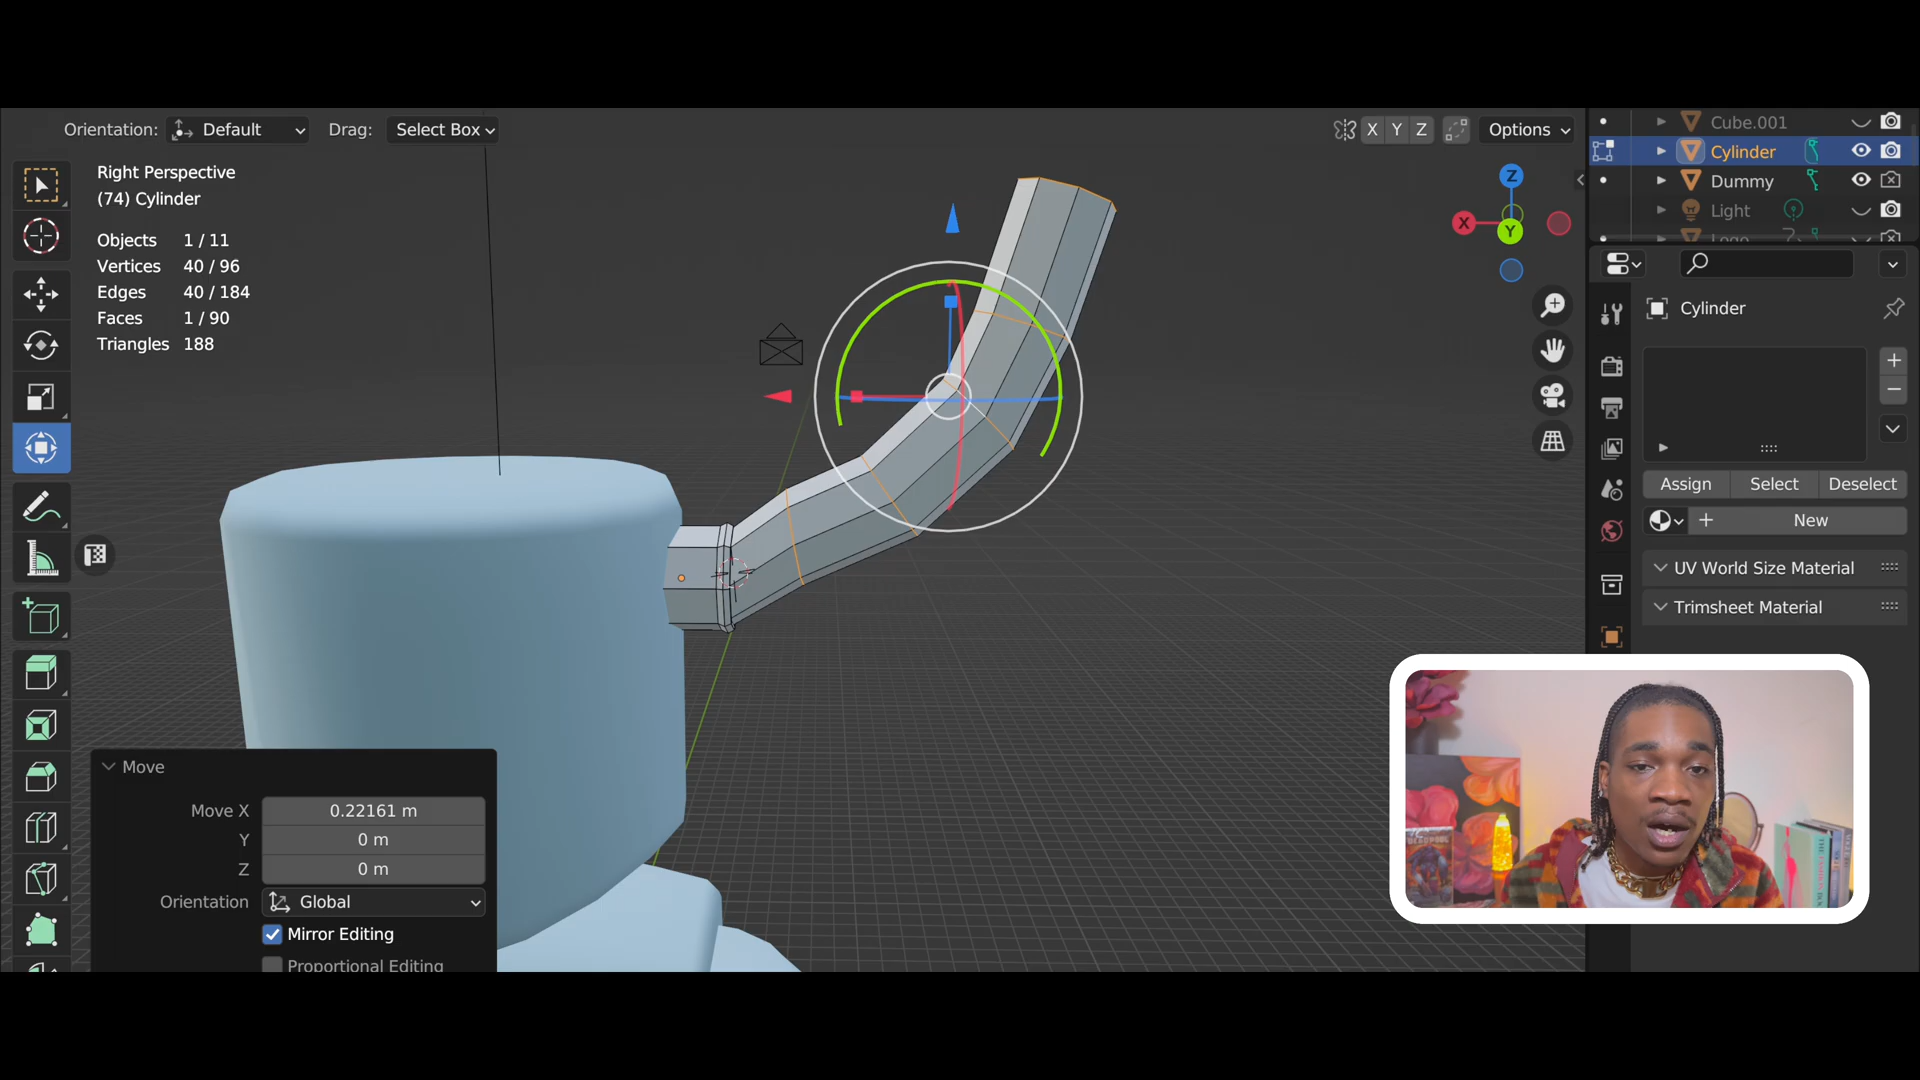 Orientation: Default Drag: Select Box
X Y Z Options
Right Perspective
(74) Cylinder
Objects 1 / 11
Vertices 40 / 96
Edges 40 / 184
Faces 1 / 90
Triangles 188
Z
X
Y
Cube.001
Cylinder
Dummy
Light
Logo
Cylinder
Assign Select Deselect
New
UV World Size Material
Trimsheet Material
Move
Move X 0.22161 m
Y 0 m
Z 0 m
Orientation Global
Mirror Editing
Proportional Editing
DEADPOOL